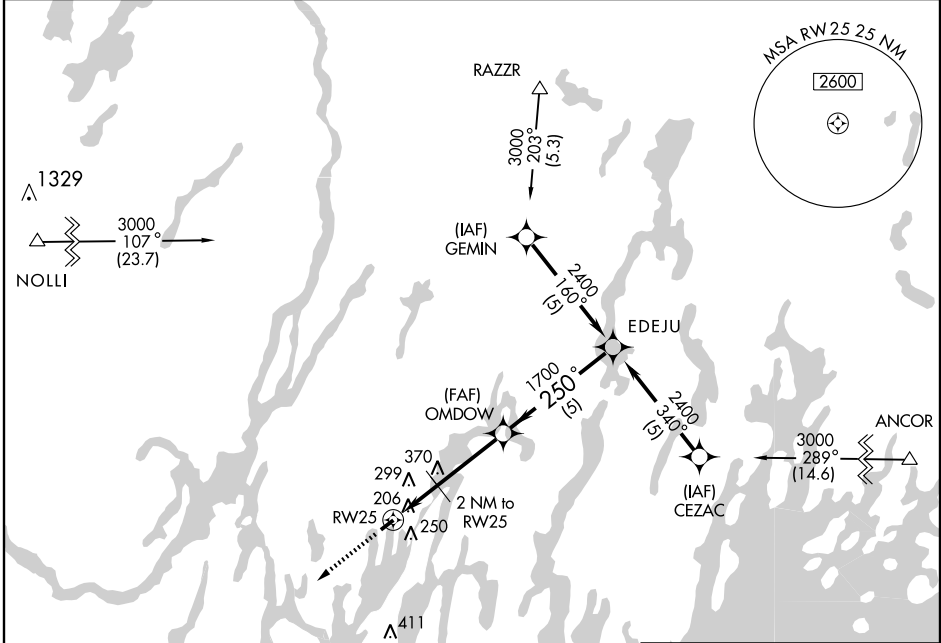 MSA RW25 25 NM
2600
RAZZR
3000
203°
(5.3)
1329
3000
107°
(23.7)
NOLLI
(IAF)
GEMIN
2400
160°
(5)
EDEJU
1700
250°
(5)
(FAF)
OMDOW
2400
340°
(5)
ANCOR
3000
289°
(14.6)
(IAF)
CEZAC
370
299
206
2 NM to
RW25
RW25
250
411